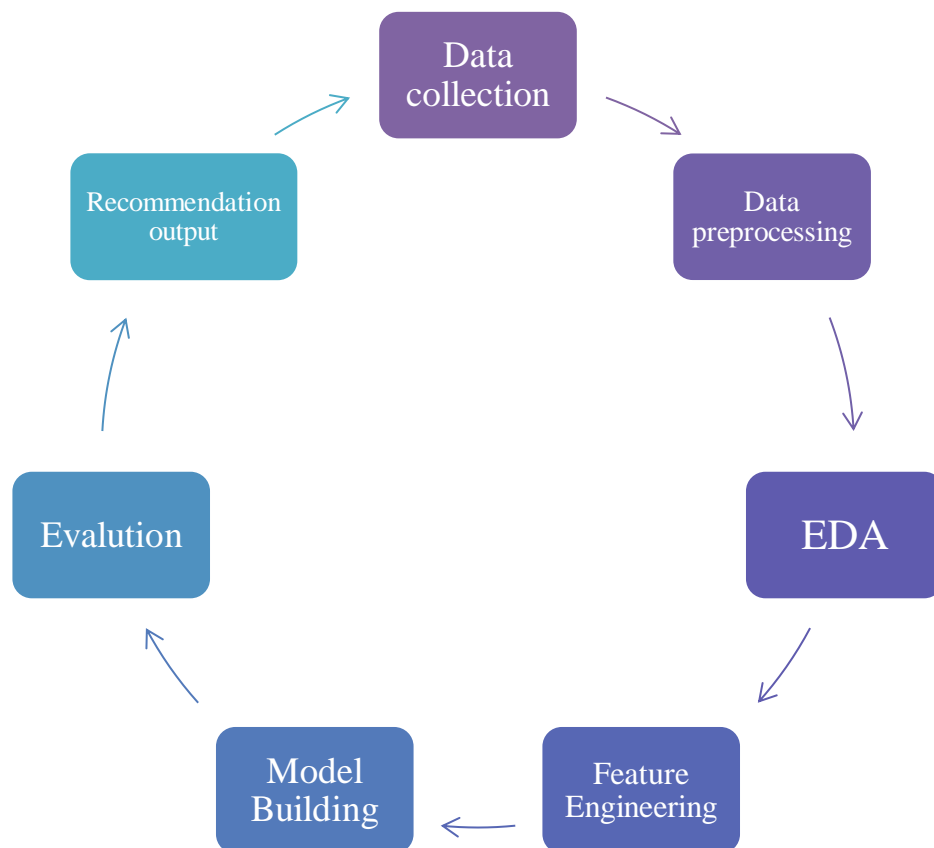 Data
collection
Data
preprocessing
EDA
Feature
Engineering
Model
Building
Evalution
Recommendation
output